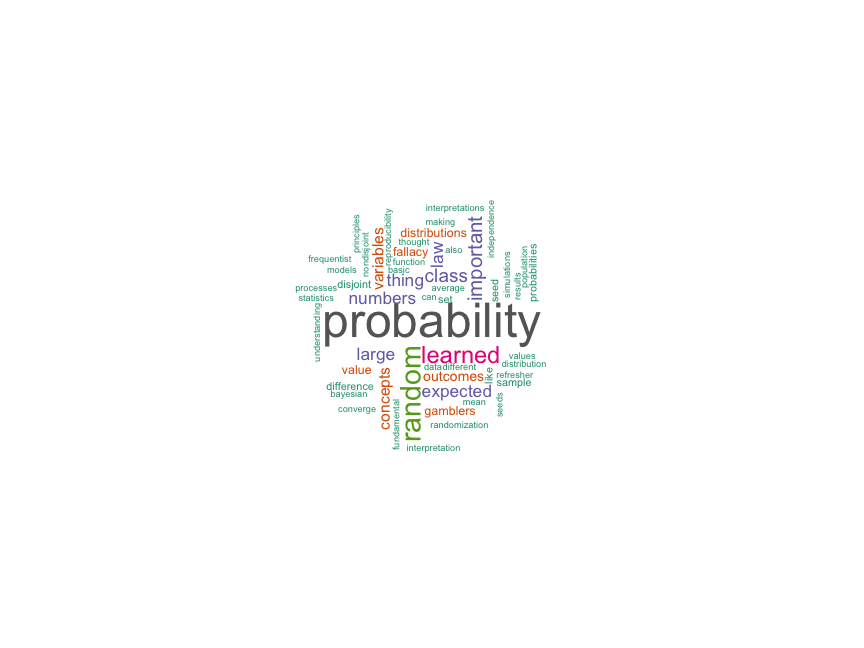 interpretations
independence
principles
reproducibility
making
important
variables
distributions
nondisjoint
thought
law
also
fallacy
frequentist
function
models
basic
class
simulations
population
probabilities
results
seed
disjoint
thing
average
processes
statistics
numbers
can
set
probability
understanding
large
random
learned
values
value
concepts
data
different
like
distribution
outcomes
refresher
sample
difference
bayesian
expected
mean
seeds
converge
fundamental
gamblers
randomization
interpretation